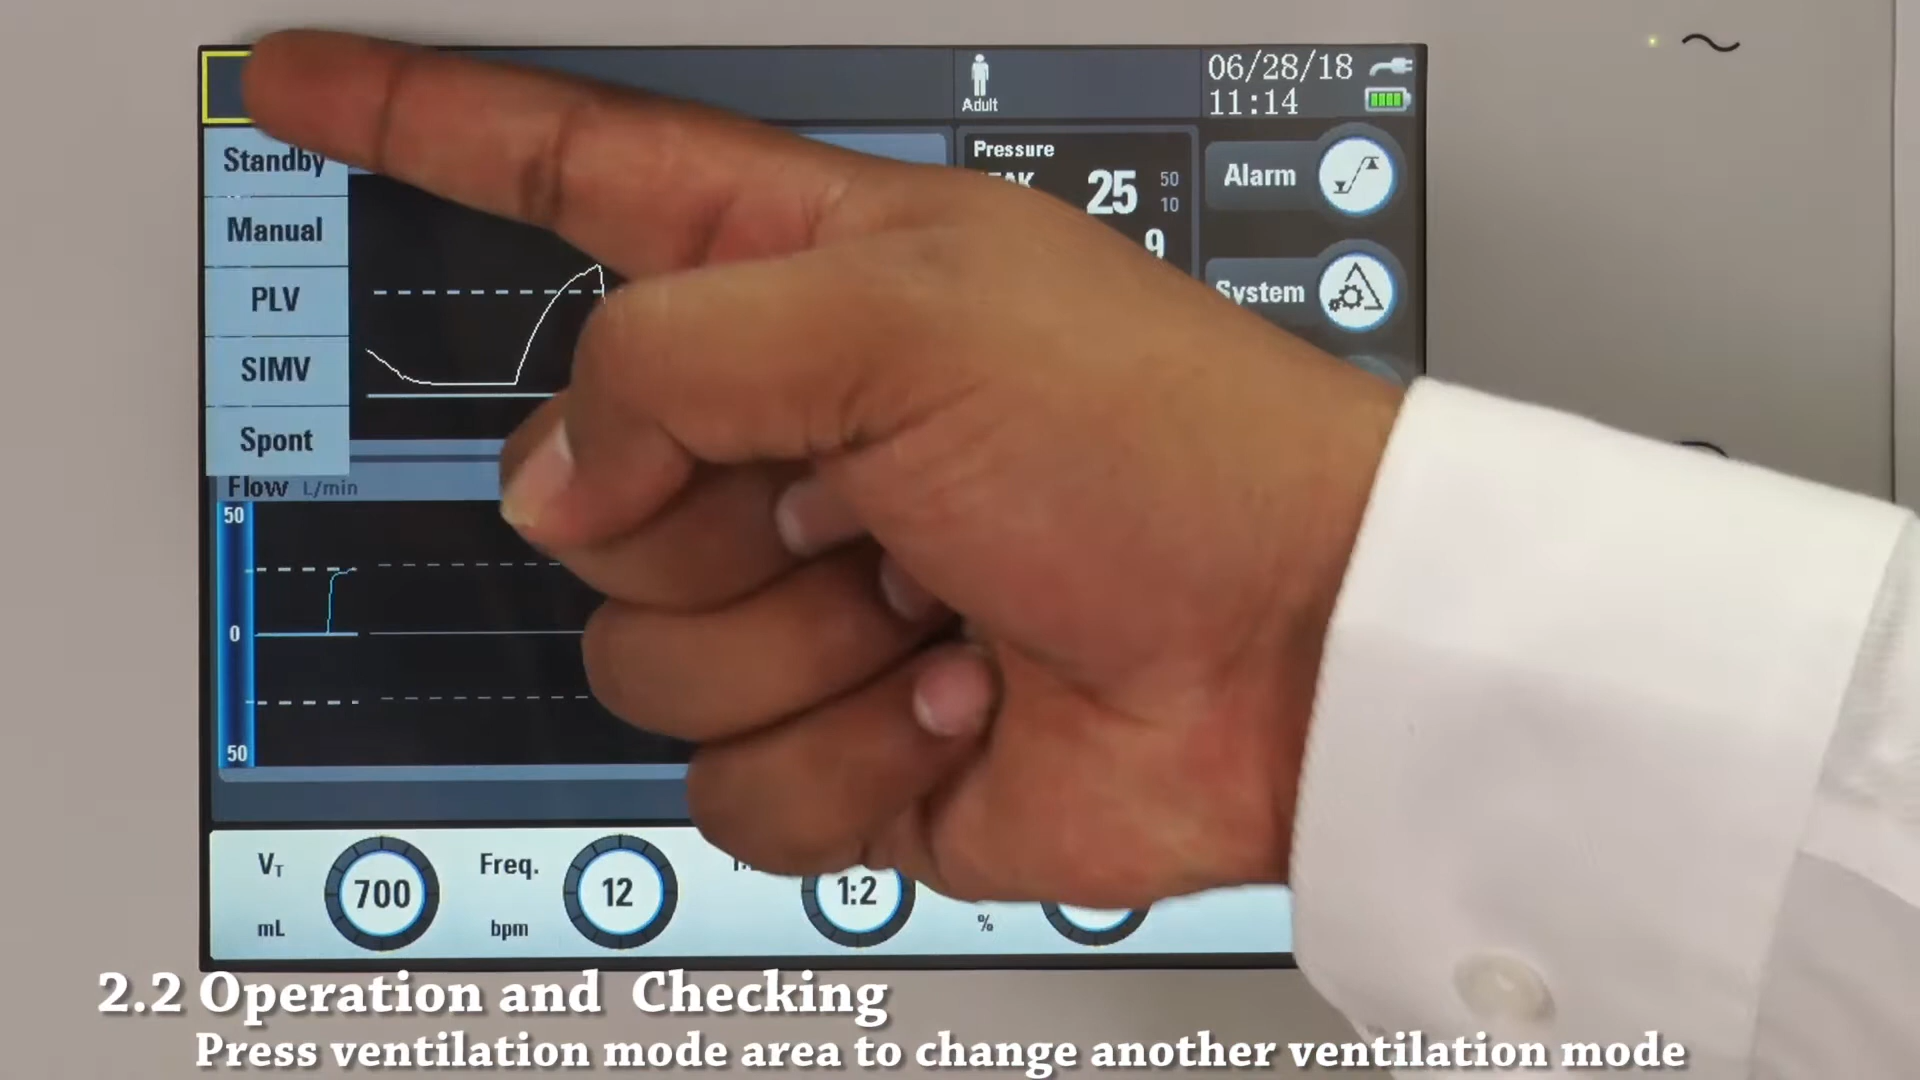 Adult
06/28/18
11:14
Standby
Manual
PLV
SIMV
Spont
Pressure
25
50
10
9
Alarm
System
Flow L/min
50
0
50
VT
mL
700
Freq.
bpm
12
1:2
%
2.2 Operation and Checking
Press ventilation mode area to change another ventilation mode